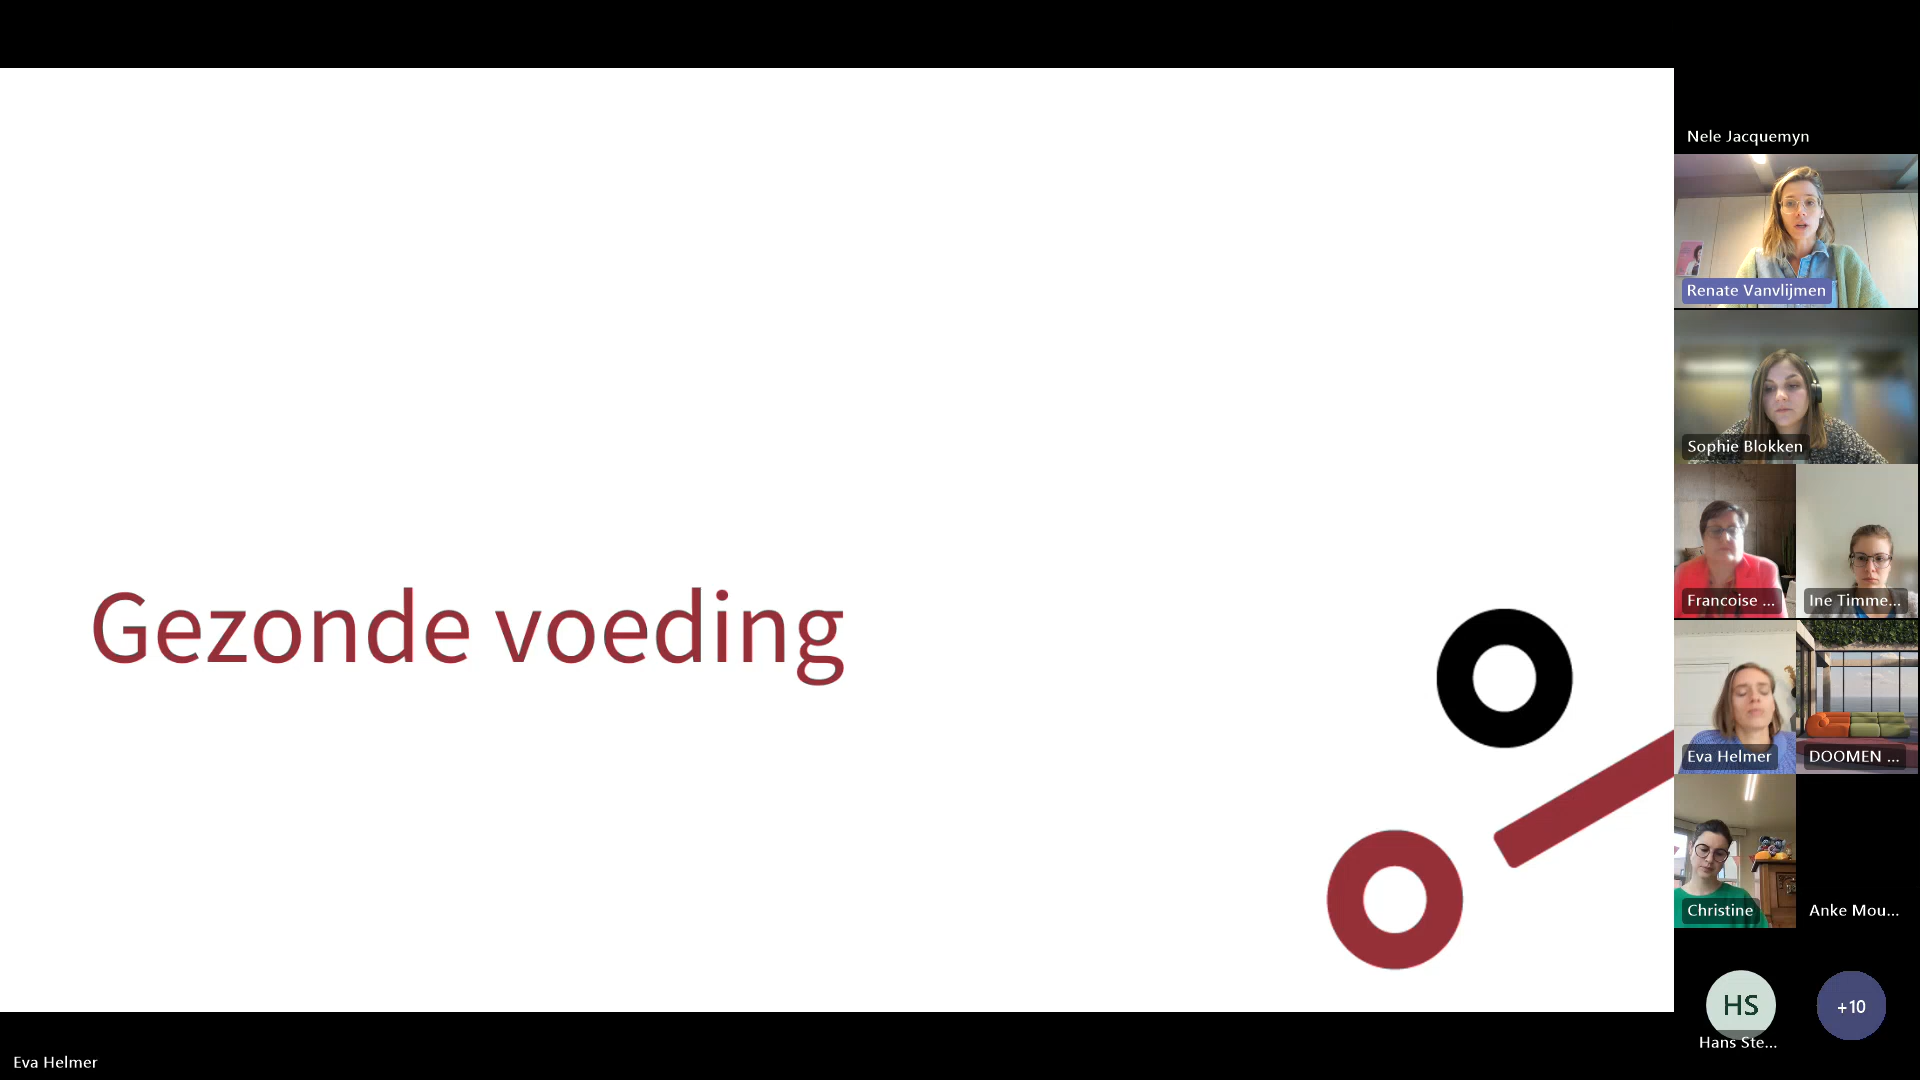 Gezonde voeding
Nele Jacquemyn
Renate Vanvlijmen
Sophie Blokken
Francoise ...
Ine Timme...
Eva Helmer
DOOMEN ...
Christine
Anke Mou...
HS
+10
Hans Ste...
Eva Helmer